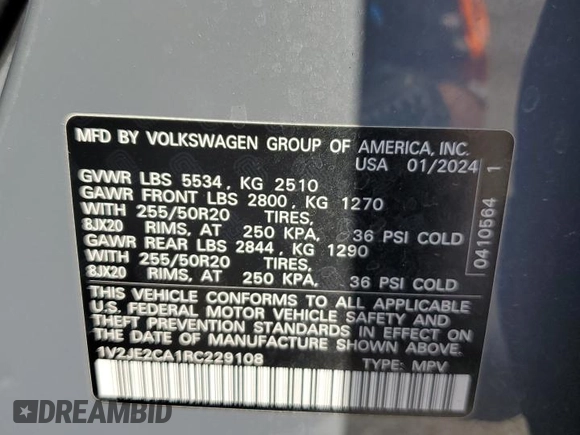 MFD BY VOLKSWAGEN GROUP OF AMERICA, INC.
USA 01/2024
GVWR LBS 5534, KG 2510
GAWR FRONT LBS 2800, KG 1270
WITH 255/50R20 TIRES,
8JX20 RIMS, AT 250 KPA, 36 PSI COLD
GAWR REAR LBS 2844, KG 1290
WITH 255/50R20 TIRES,
8JX20 RIMS, AT 250 KPA, 36 PSI COLD
THIS VEHICLE CONFORMS TO ALL APPLICABLE
U.S. FEDERAL MOTOR VEHICLE SAFETY AND
THEFT PREVENTION STANDARDS IN EFFECT ON
THE DATE OF MANUFACTURE SHOWN ABOVE.
1V2JE2CA1RC229108 TYPE: MPV
0410564 1
DREAMBID